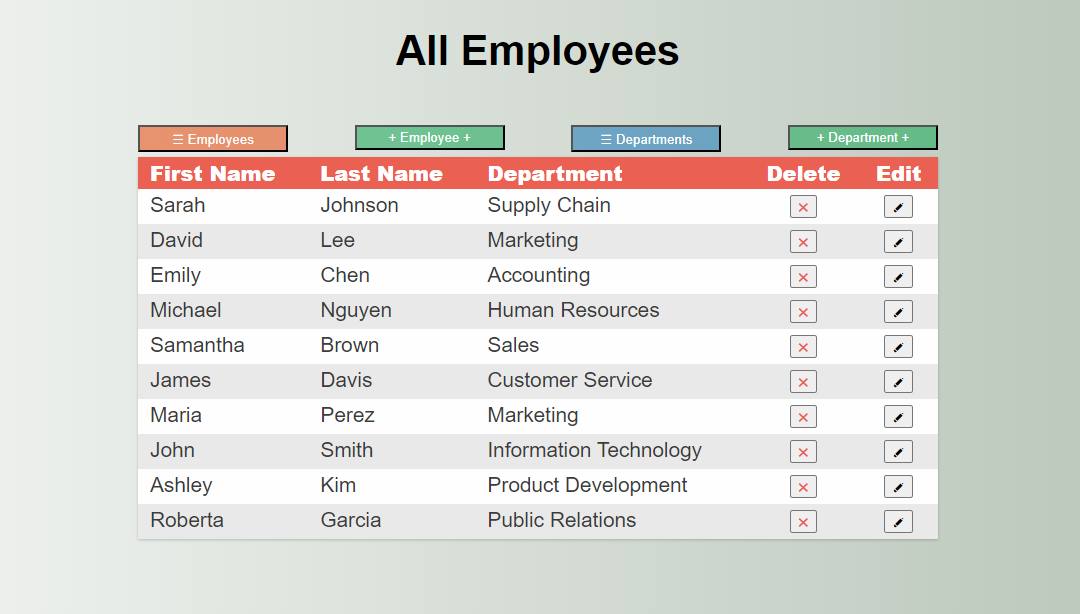 All Employees
☰ Employees + Employee + ☰ Departments + Department +
First Name Last Name Department Delete Edit
Sarah Johnson Supply Chain
David Lee Marketing
Emily Chen Accounting
Michael Nguyen Human Resources
Samantha Brown Sales
James Davis Customer Service
Maria Perez Marketing
John Smith Information Technology
Ashley Kim Product Development
Roberta Garcia Public Relations